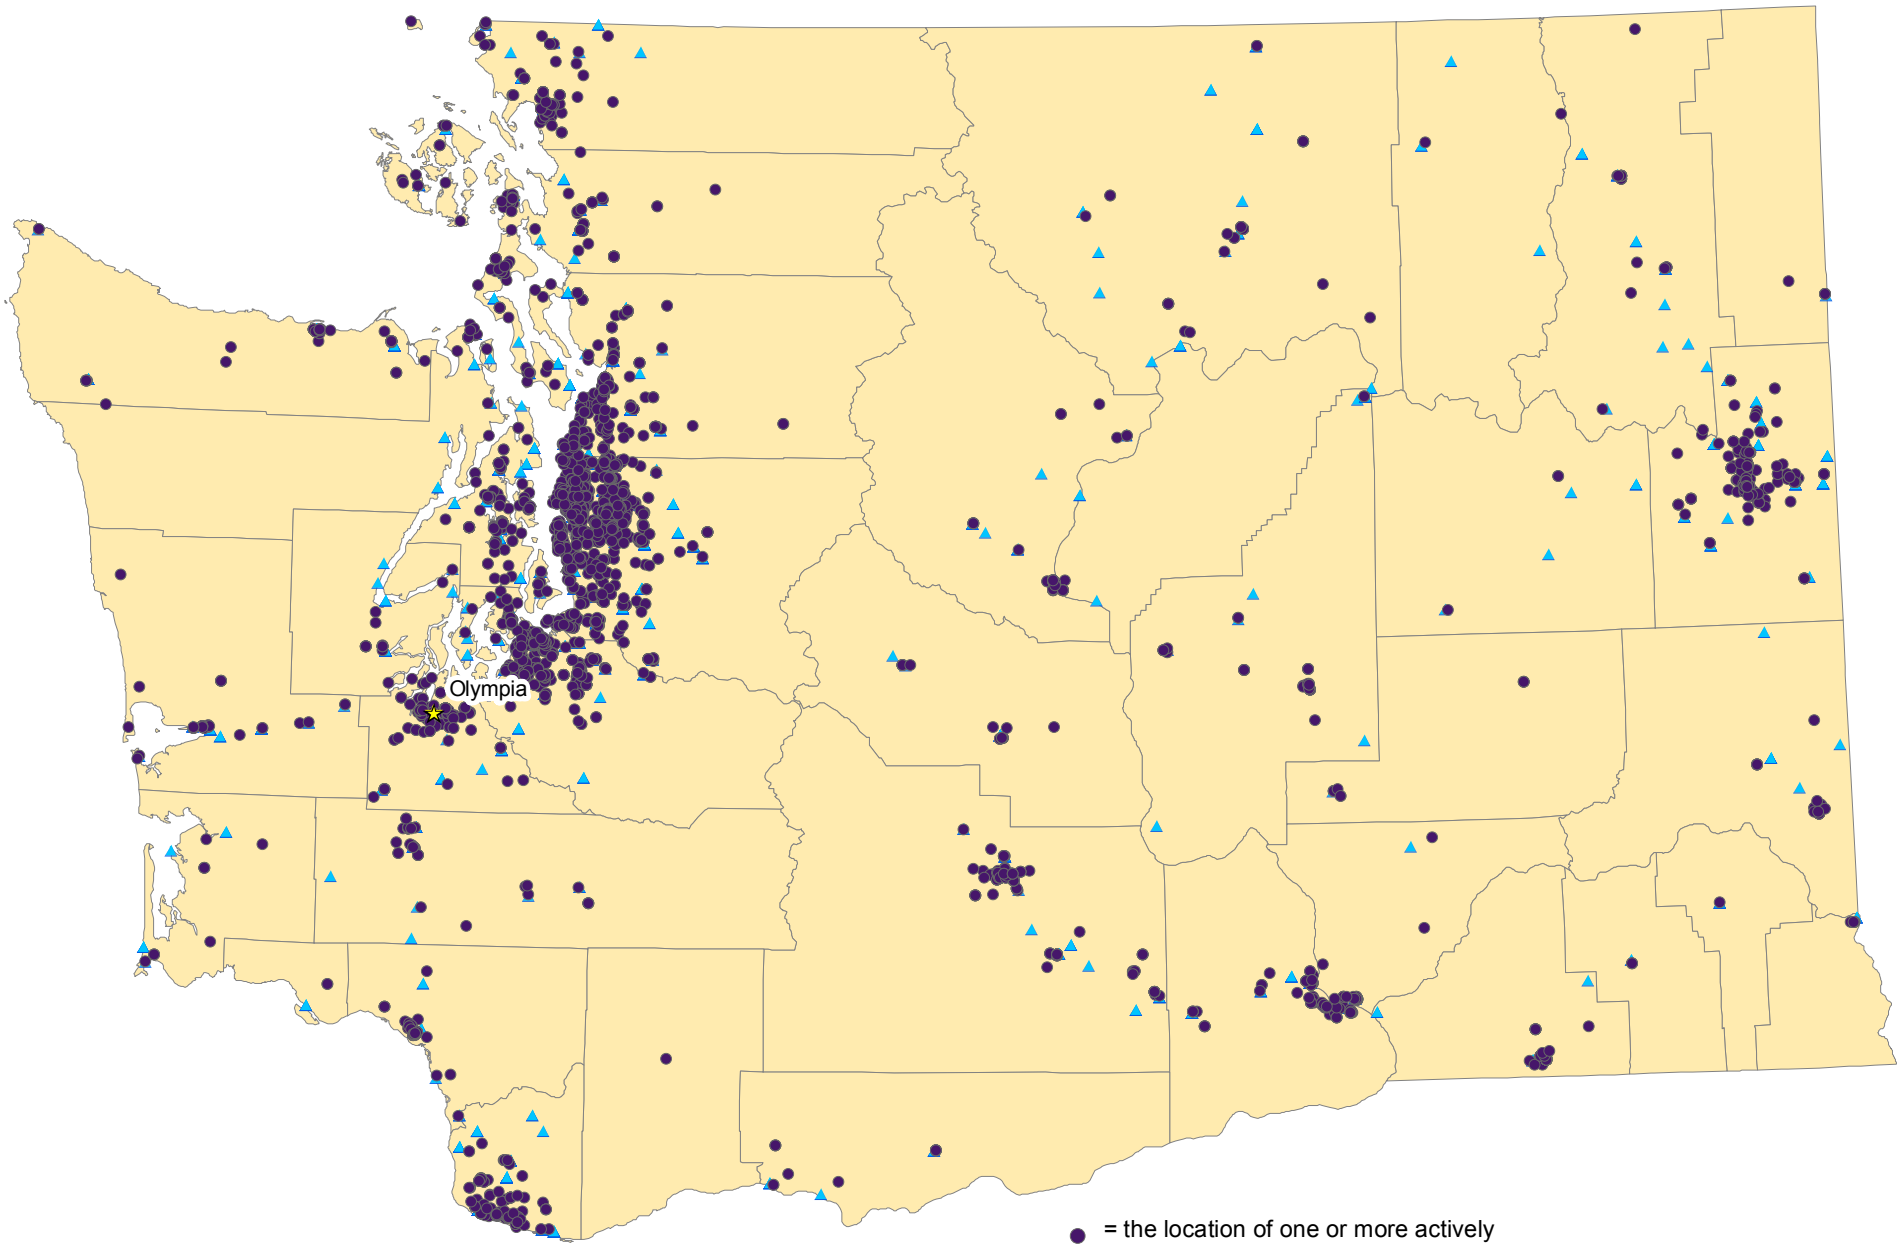 Olympia
= the location of one or more actively